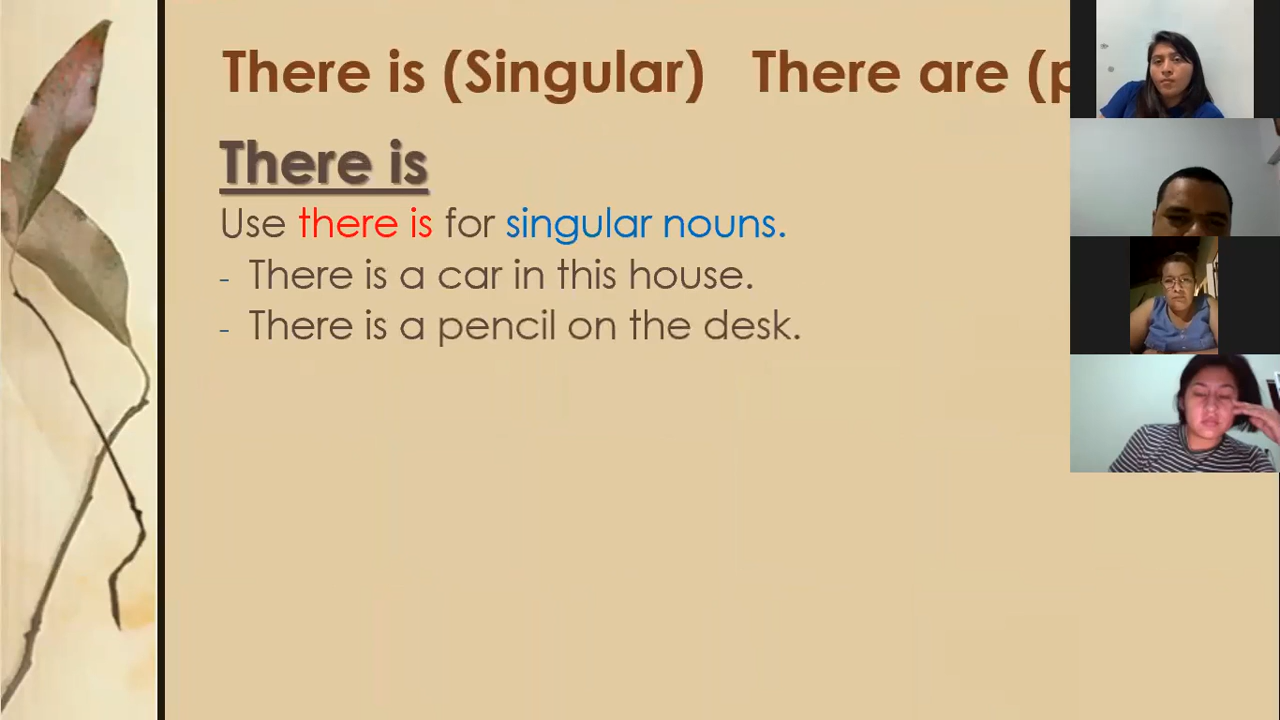 There is (Singular) There are (p
There is
Use there is for singular nouns.
- There is a car in this house.
- There is a pencil on the desk.